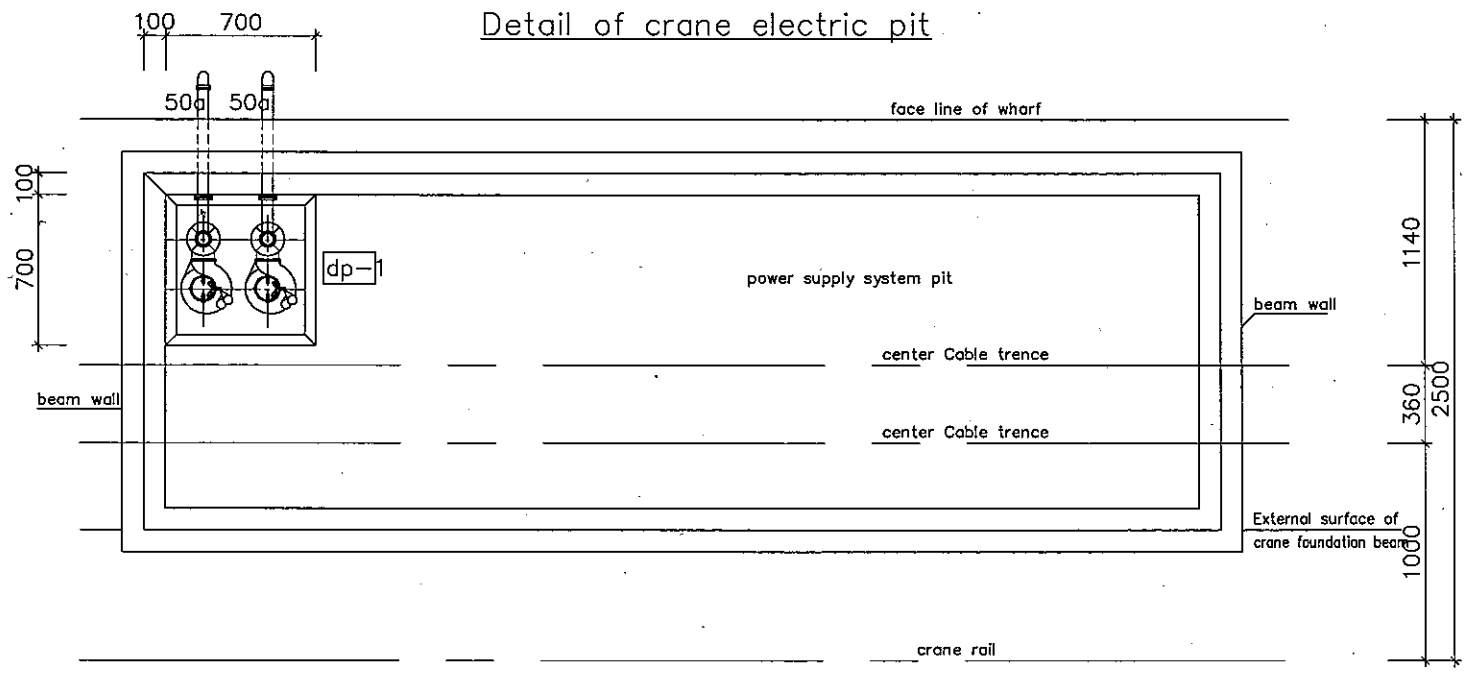 Detail of crane electric pit
100 700
50a 50a
face line of wharf
100
700
dp-1
power supply system pit
1140
beam wall
center Cable trence
beam wall
360
2500
center Cable trence
External surface of
crane foundation beam
1000
crane rail